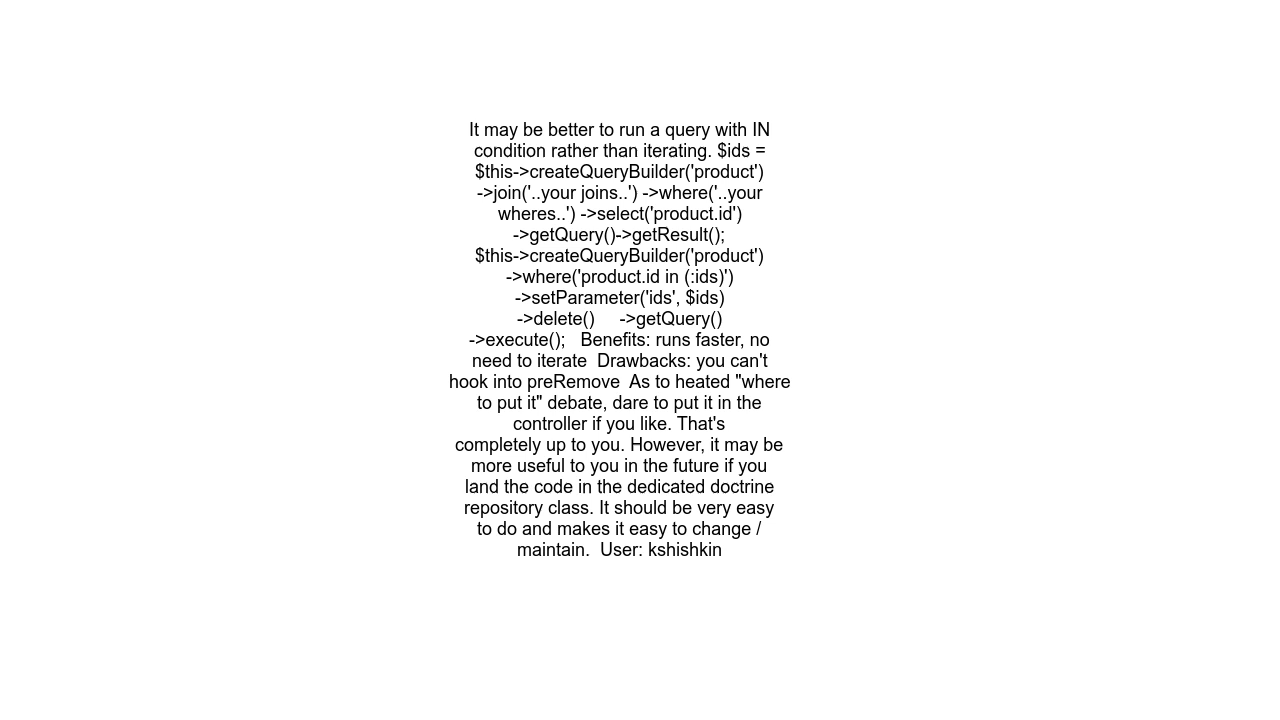 It may be better to run a query with IN
condition rather than iterating. $ids =
$this->createQueryBuilder('product')
->join('..your joins..') ->where('..your
wheres..') ->select('product.id')
->getQuery()->getResult();
$this->createQueryBuilder('product')
->where('product.id in (:ids)')
->setParameter('ids', $ids)
->delete()     ->getQuery()
->execute();   Benefits: runs faster, no
need to iterate  Drawbacks: you can't
hook into preRemove  As to heated "where
to put it" debate, dare to put it in the
controller if you like. That's
completely up to you. However, it may be
more useful to you in the future if you
land the code in the dedicated doctrine
repository class. It should be very easy
to do and makes it easy to change /
maintain.  User: kshishkin